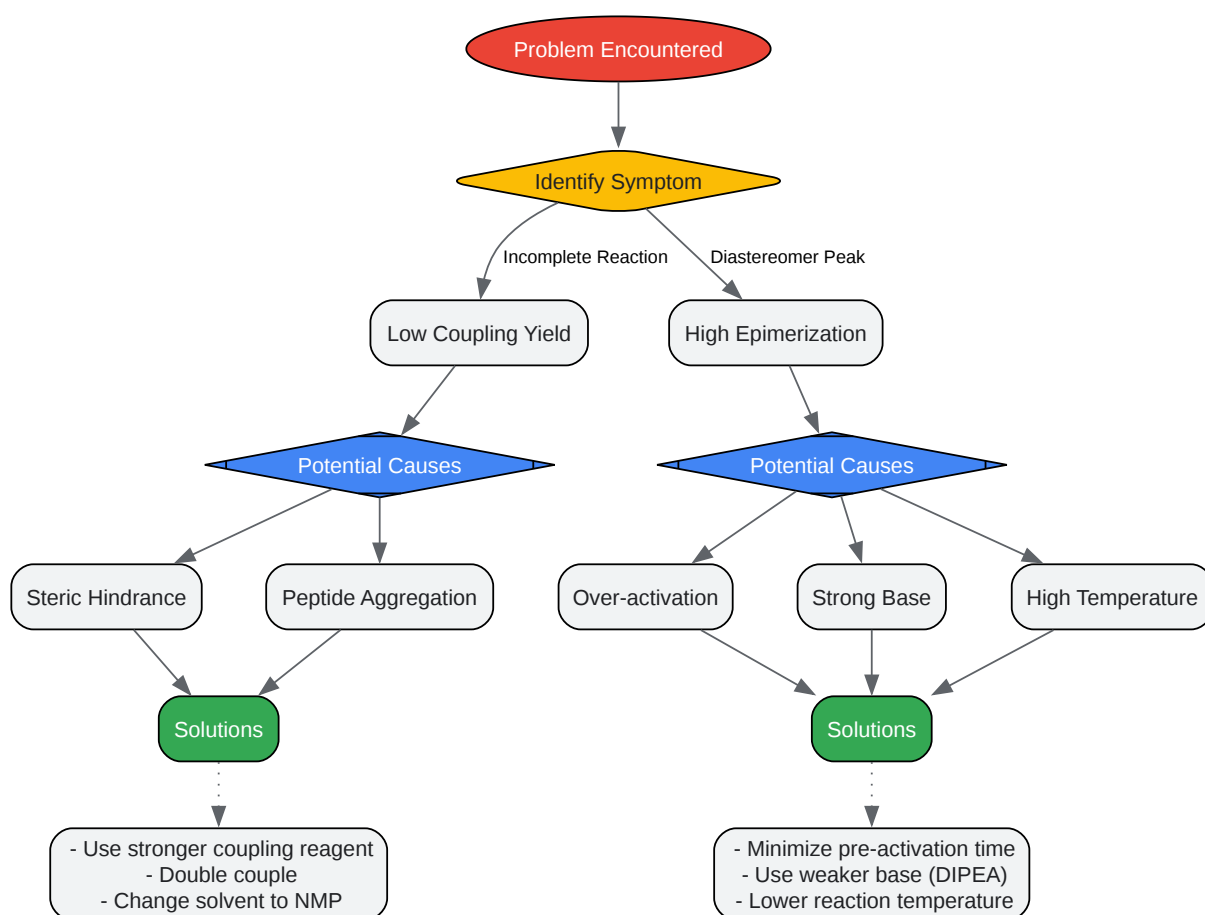 Problem Encountered
Identify Symptom
Incomplete Reaction
Diastereomer Peak
Low Coupling Yield
High Epimerization
Potential Causes
Potential Causes
Steric Hindrance
Peptide Aggregation
Over-activation
Strong Base
High Temperature
Solutions
Solutions
- Use stronger coupling reagent
- Double couple
- Change solvent to NMP
- Minimize pre-activation time
- Use weaker base (DIPEA)
- Lower reaction temperature